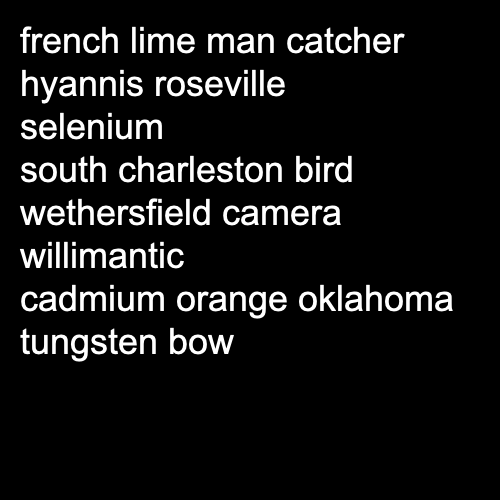 french lime man catcher
hyannis roseville
selenium
south charleston bird
wethersfield camera
willimantic
cadmium orange oklahoma
tungsten bow